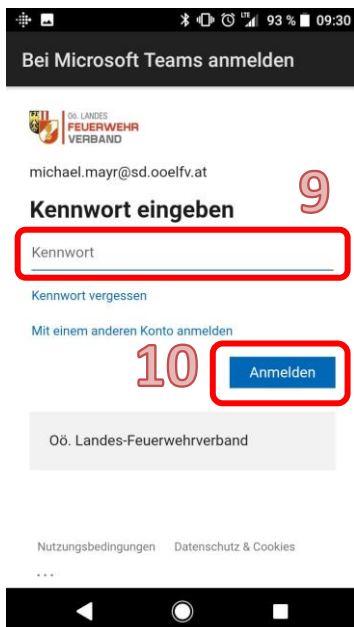 LTE 93 % 09:30
Bei Microsoft Teams anmelden
OÖ. LANDES
FEUERWEHR
VERBAND
michael.mayr@sd.ooelfv.at
9
Kennwort eingeben
Kennwort
Kennwort vergessen
Mit einem anderen Konto anmelden
10
Anmelden
Oö. Landes-Feuerwehrverband
Nutzungsbedingungen Datenschutz & Cookies
...